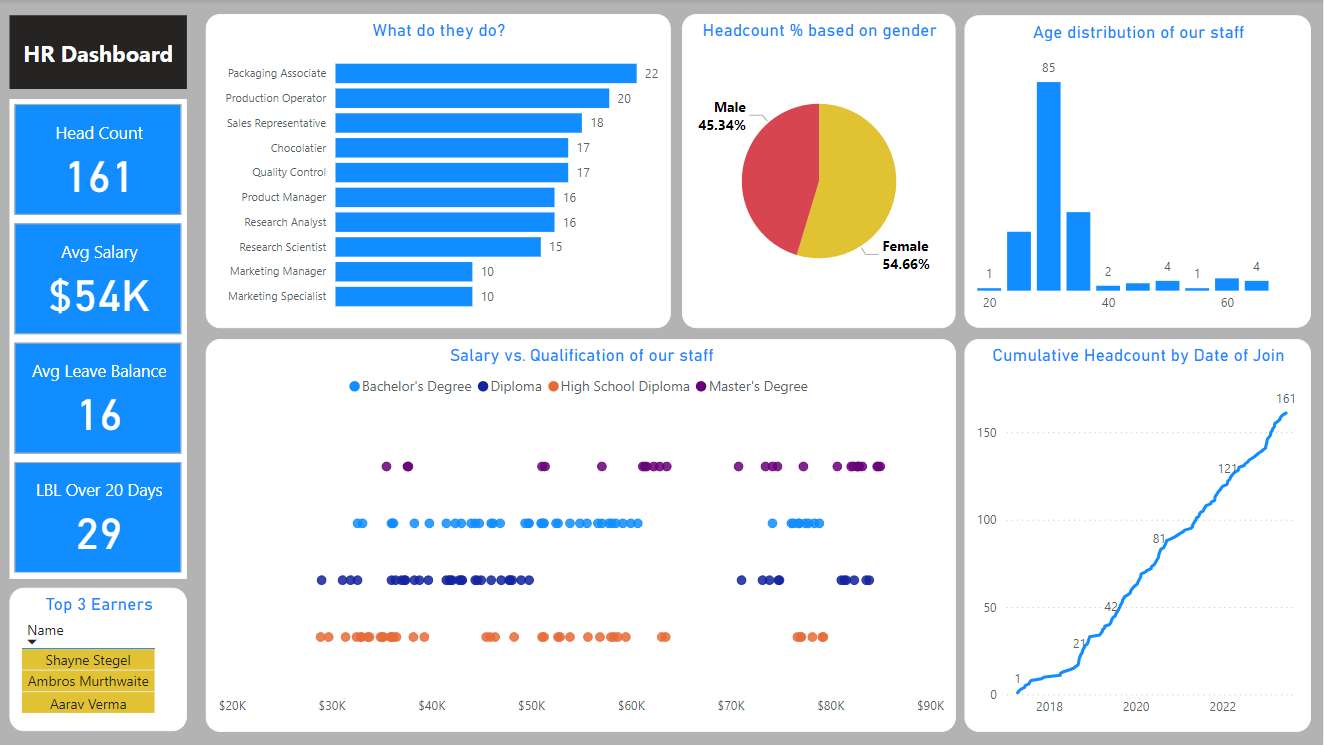 HR Dashboard
Head Count
161
Avg Salary
$54K
Avg Leave Balance
16
LBL Over 20 Days
29
Top 3 Earners
Name
Shayne Stegel
Ambros Murthwaite
Aarav Verma
What do they do?
Packaging Associate 22
Production Operator 20
Sales Representative 18
Chocolatier 17
Quality Control 17
Product Manager 16
Research Analyst 16
Research Scientist 15
Marketing Manager 10
Marketing Specialist 10
Headcount % based on gender
Male
45.34%
Female
54.66%
Age distribution of our staff
85
1 2 4 1 4
20 40 60
Salary vs. Qualification of our staff
Bachelor's Degree Diploma High School Diploma Master's Degree
$20K $30K $40K $50K $60K $70K $80K $90K
Cumulative Headcount by Date of Join
161
150
121
100
81
50
42
21
1
0
2018 2020 2022